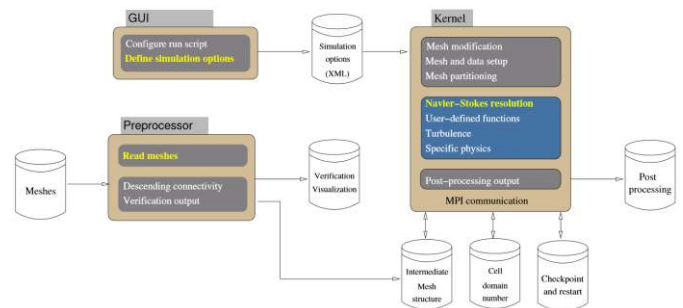 GUI
Configure run script
Define simulation options
Simulation
options
(XML)
Kernel
Mesh modification
Mesh and data setup
Mesh partitioning
Navier-Stokes resolution
User-defined functions
Turbulence
Specific physics
Post-processing output
MPI communication
Preprocessor
Read meshes
Descending connectivity
Verification output
Meshes
Verification
Visualization
Post
processing
Intermediate
Mesh
structure
Cell
domain
number
Checkpoint
and restart